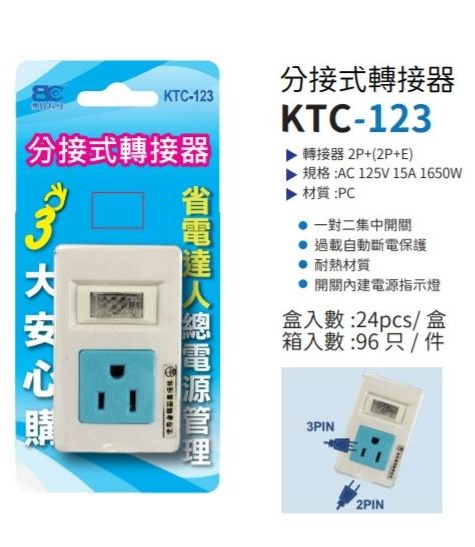 KTC-123
分接式轉接器
省電達人總電源管理
3大安心購
分接式轉接器
KTC-123
轉接器 2P+(2P+E)
規格 :AC 125V 15A 1650W
材質 :PC
一對二集中開關
過載自動斷電保護
耐熱材質
開關內建電源指示燈
盒入數 :24pcs/ 盒
箱入數 :96 只 / 件
3PIN
2PIN